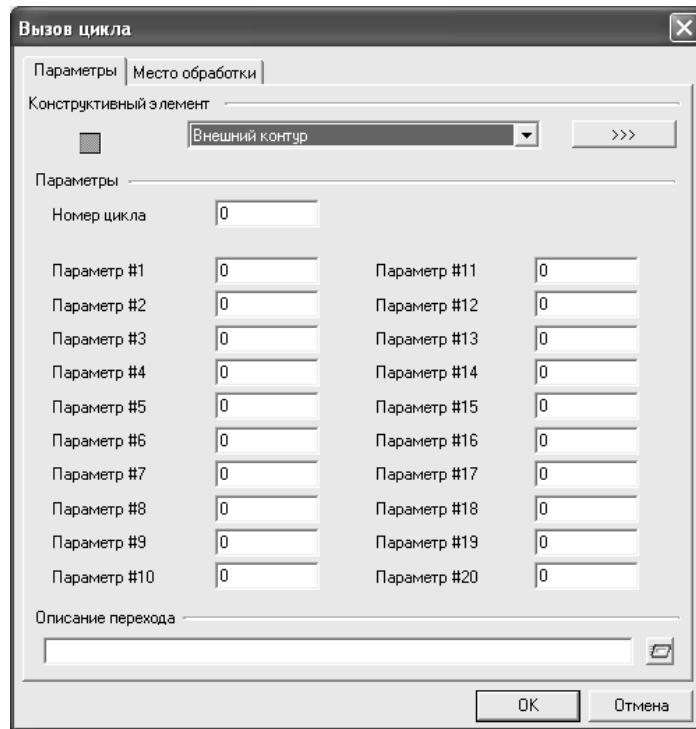 Вызов цикла
Параметры Место обработки
Конструктивный элемент
Внешний контур >>>
Параметры
Номер цикла 0
Параметр #1 0 Параметр #11 0
Параметр #2 0 Параметр #12 0
Параметр #3 0 Параметр #13 0
Параметр #4 0 Параметр #14 0
Параметр #5 0 Параметр #15 0
Параметр #6 0 Параметр #16 0
Параметр #7 0 Параметр #17 0
Параметр #8 0 Параметр #18 0
Параметр #9 0 Параметр #19 0
Параметр #10 0 Параметр #20 0
Описание перехода
OK Отмена